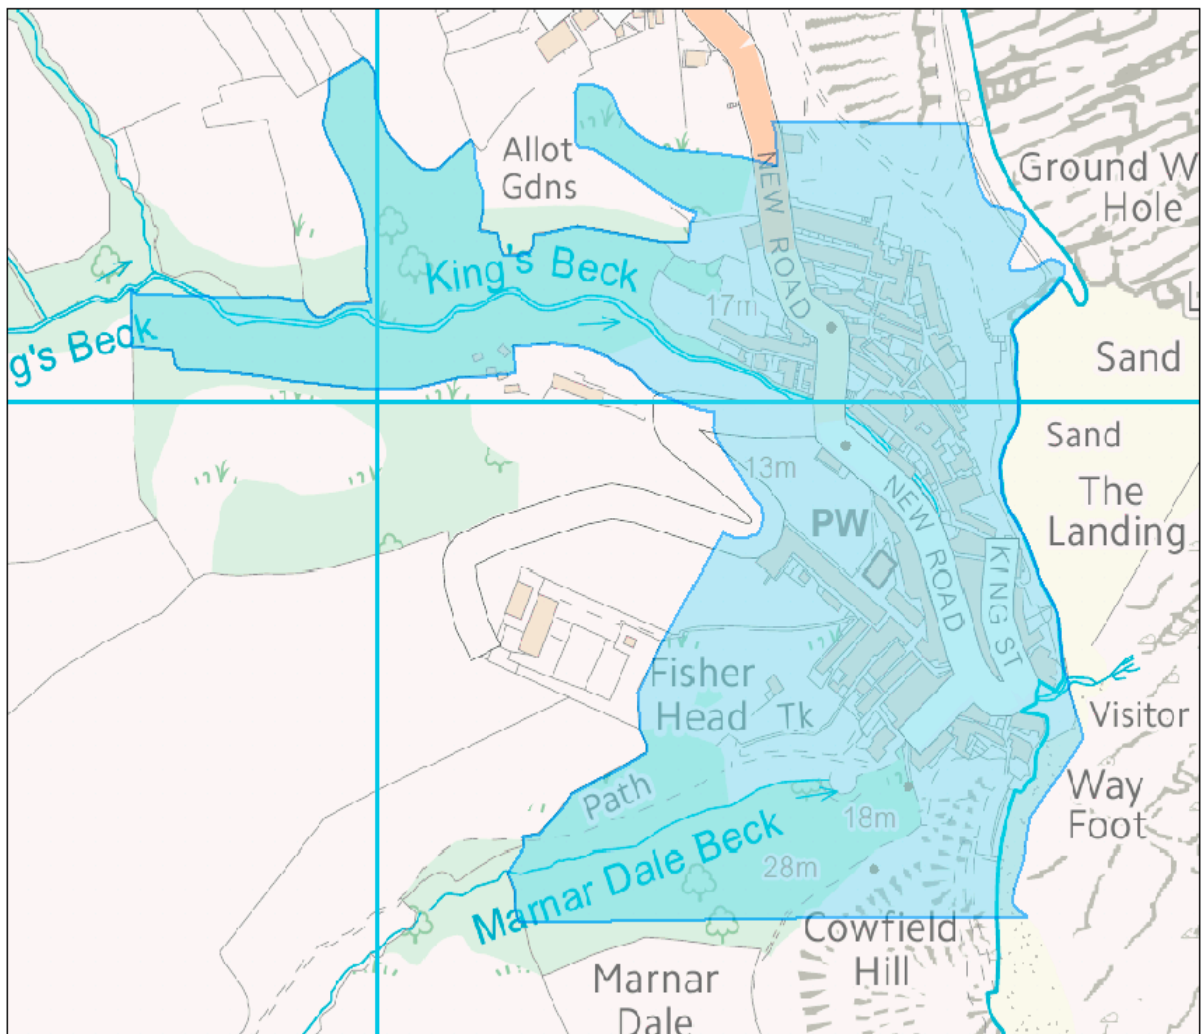 Allot
Gdns
Ground W
Hole
NEW ROAD
King's Beck
17m
L
g's Beck
Sand
Sand
13m
The
Landing
PW
NEW ROAD
KING ST
Fisher
Head
Tk
Visitor
Path
Way
Foot
18m
Marnar Dale Beck
28m
Cowfield
Hill
Marnar
Dale